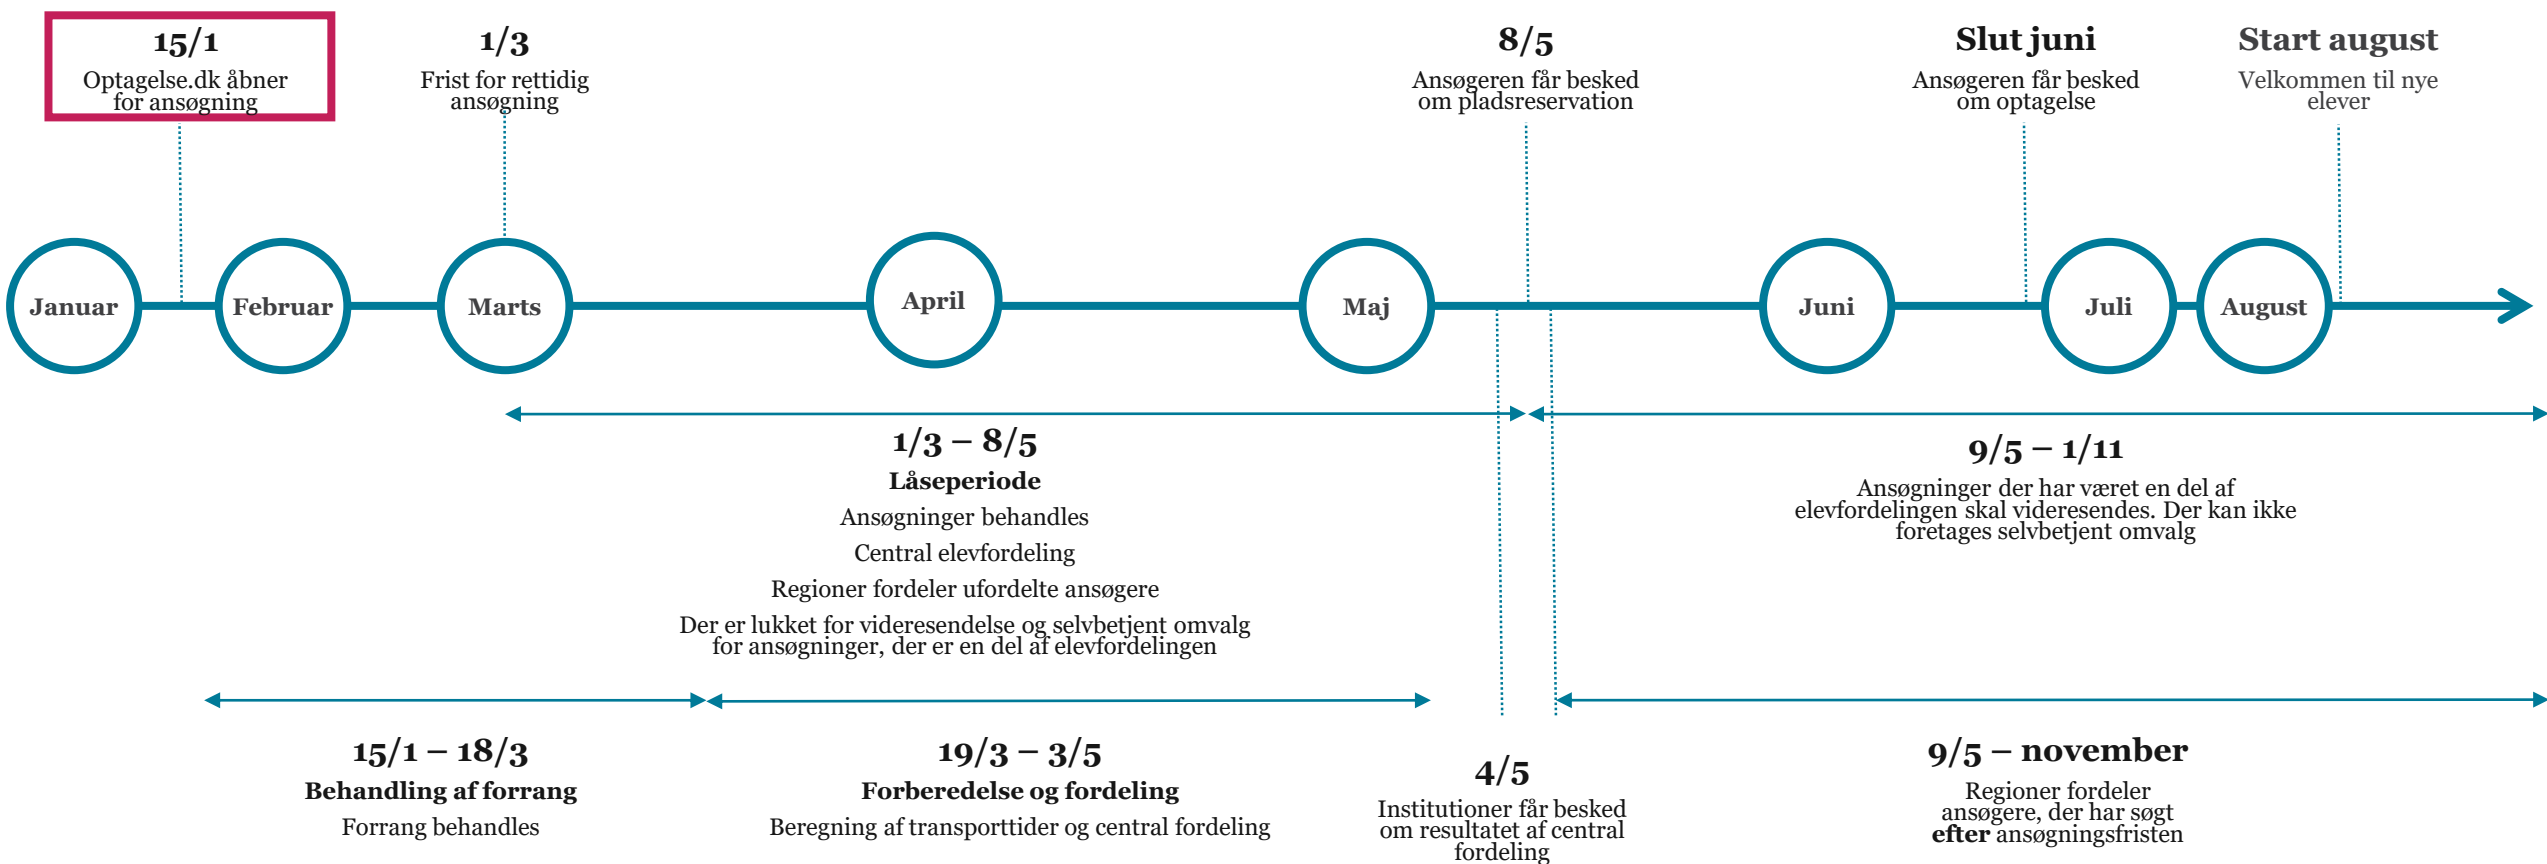 15/1
Optagelse.dk åbner
for ansøgning
1/3
Frist for rettidig
ansøgning
8/5
Ansøgeren får besked
om pladsreservation
Slut juni
Ansøgeren får besked
om optagelse
Start august
Velkommen til nye
elever
Januar
Februar
Marts
April
Maj
Juni
Juli
August
1/3 – 8/5
Låseperiode
Ansøgninger behandles
Central elevfordeling
Regioner fordeler ufordelte ansøgere
Der er lukket for videresendelse og selvbetjent omvalg
for ansøgninger, der er en del af elevfordelingen
9/5 – 1/11
Ansøgninger der har været en del af
elevfordelingen skal videresendes. Der kan ikke
foretages selvbetjent omvalg
15/1 – 18/3
Behandling af forrang
Forrang behandles
19/3 – 3/5
Forberedelse og fordeling
Beregning af transporttider og central fordeling
4/5
Institutioner får besked
om resultatet af central
fordeling
9/5 – november
Regioner fordeler
ansøgere, der har søgt
efter ansøgningsfristen